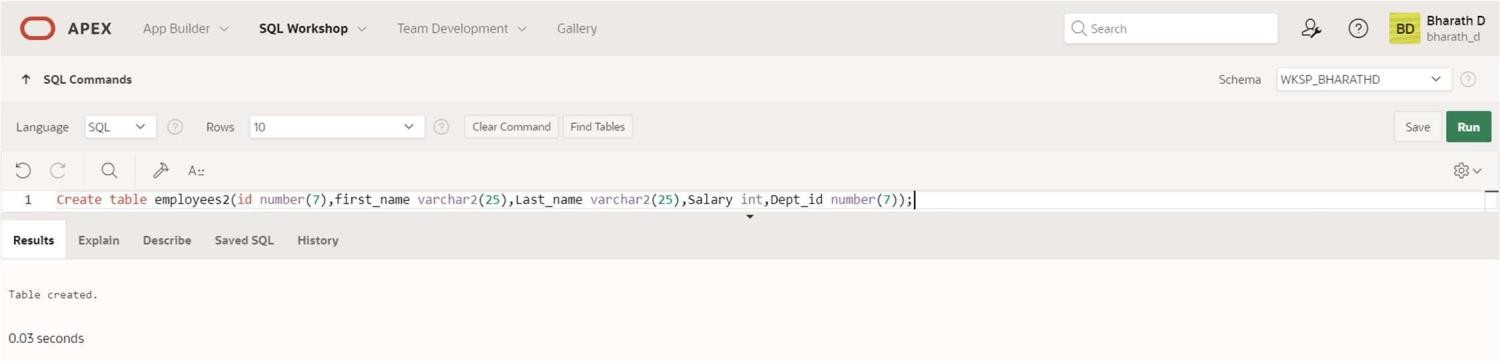 APEX App Builder SQL Workshop Team Development Gallery Search ? BD Bharath D
bharath_d
SQL Commands Schema WKSP_BHARATHD ?
Language SQL ? Rows 10 ? Clear Command Find Tables Save Run
A::
1 Create table employees2(id number(7),first_name varchar2(25),Last_name varchar2(25),Salary int,Dept_id number(7));
Results Explain Describe Saved SQL History
Table created.
0.03 seconds